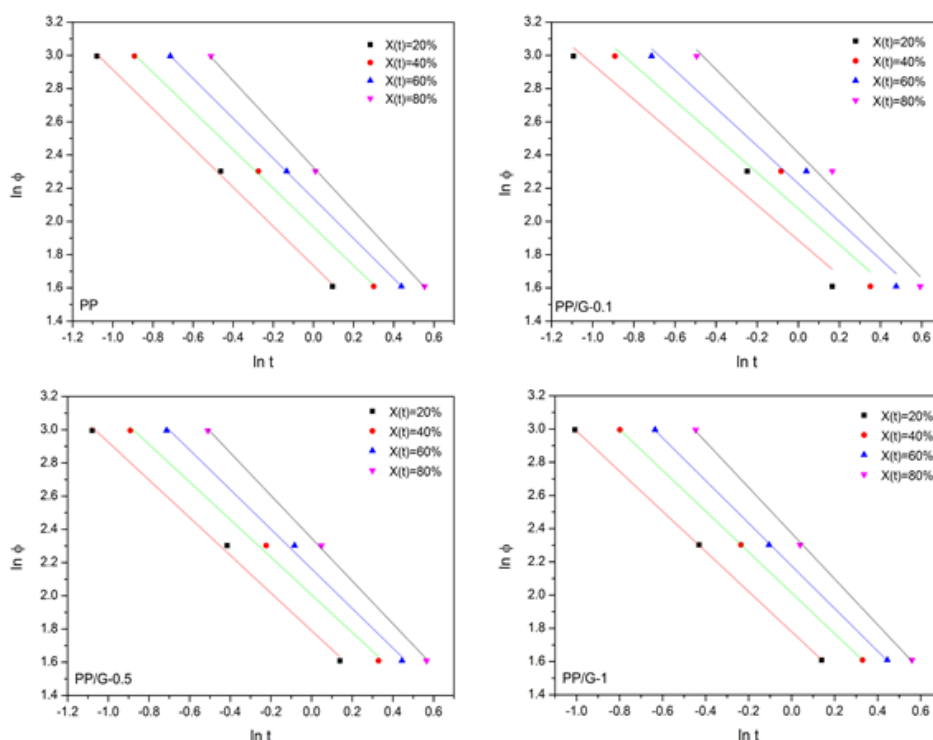 3.2
3.0
2.8
2.6
2.4
2.2
2.0
1.8
1.6
1.4
ln ϕ
X(t)=20%
X(t)=40%
X(t)=60%
X(t)=80%
PP
-1.2 -1.0 -0.8 -0.6 -0.4 -0.2 0.0 0.2 0.4 0.6
ln t
3.2
3.0
2.8
2.6
2.4
2.2
2.0
1.8
1.6
1.4
ln ϕ
X(t)=20%
X(t)=40%
X(t)=60%
X(t)=80%
PP/G-0.1
-1.2 -1.0 -0.8 -0.6 -0.4 -0.2 0.0 0.2 0.4 0.6
ln t
3.2
3.0
2.8
2.6
2.4
2.2
2.0
1.8
1.6
1.4
ln ϕ
X(t)=20%
X(t)=40%
X(t)=60%
X(t)=80%
PP/G-0.5
-1.2 -1.0 -0.8 -0.6 -0.4 -0.2 0.0 0.2 0.4 0.6
ln t
3.2
3.0
2.8
2.6
2.4
2.2
2.0
1.8
1.6
1.4
ln ϕ
X(t)=20%
X(t)=40%
X(t)=60%
X(t)=80%
PP/G-1
-1.0 -0.8 -0.6 -0.4 -0.2 0.0 0.2 0.4 0.6
ln t